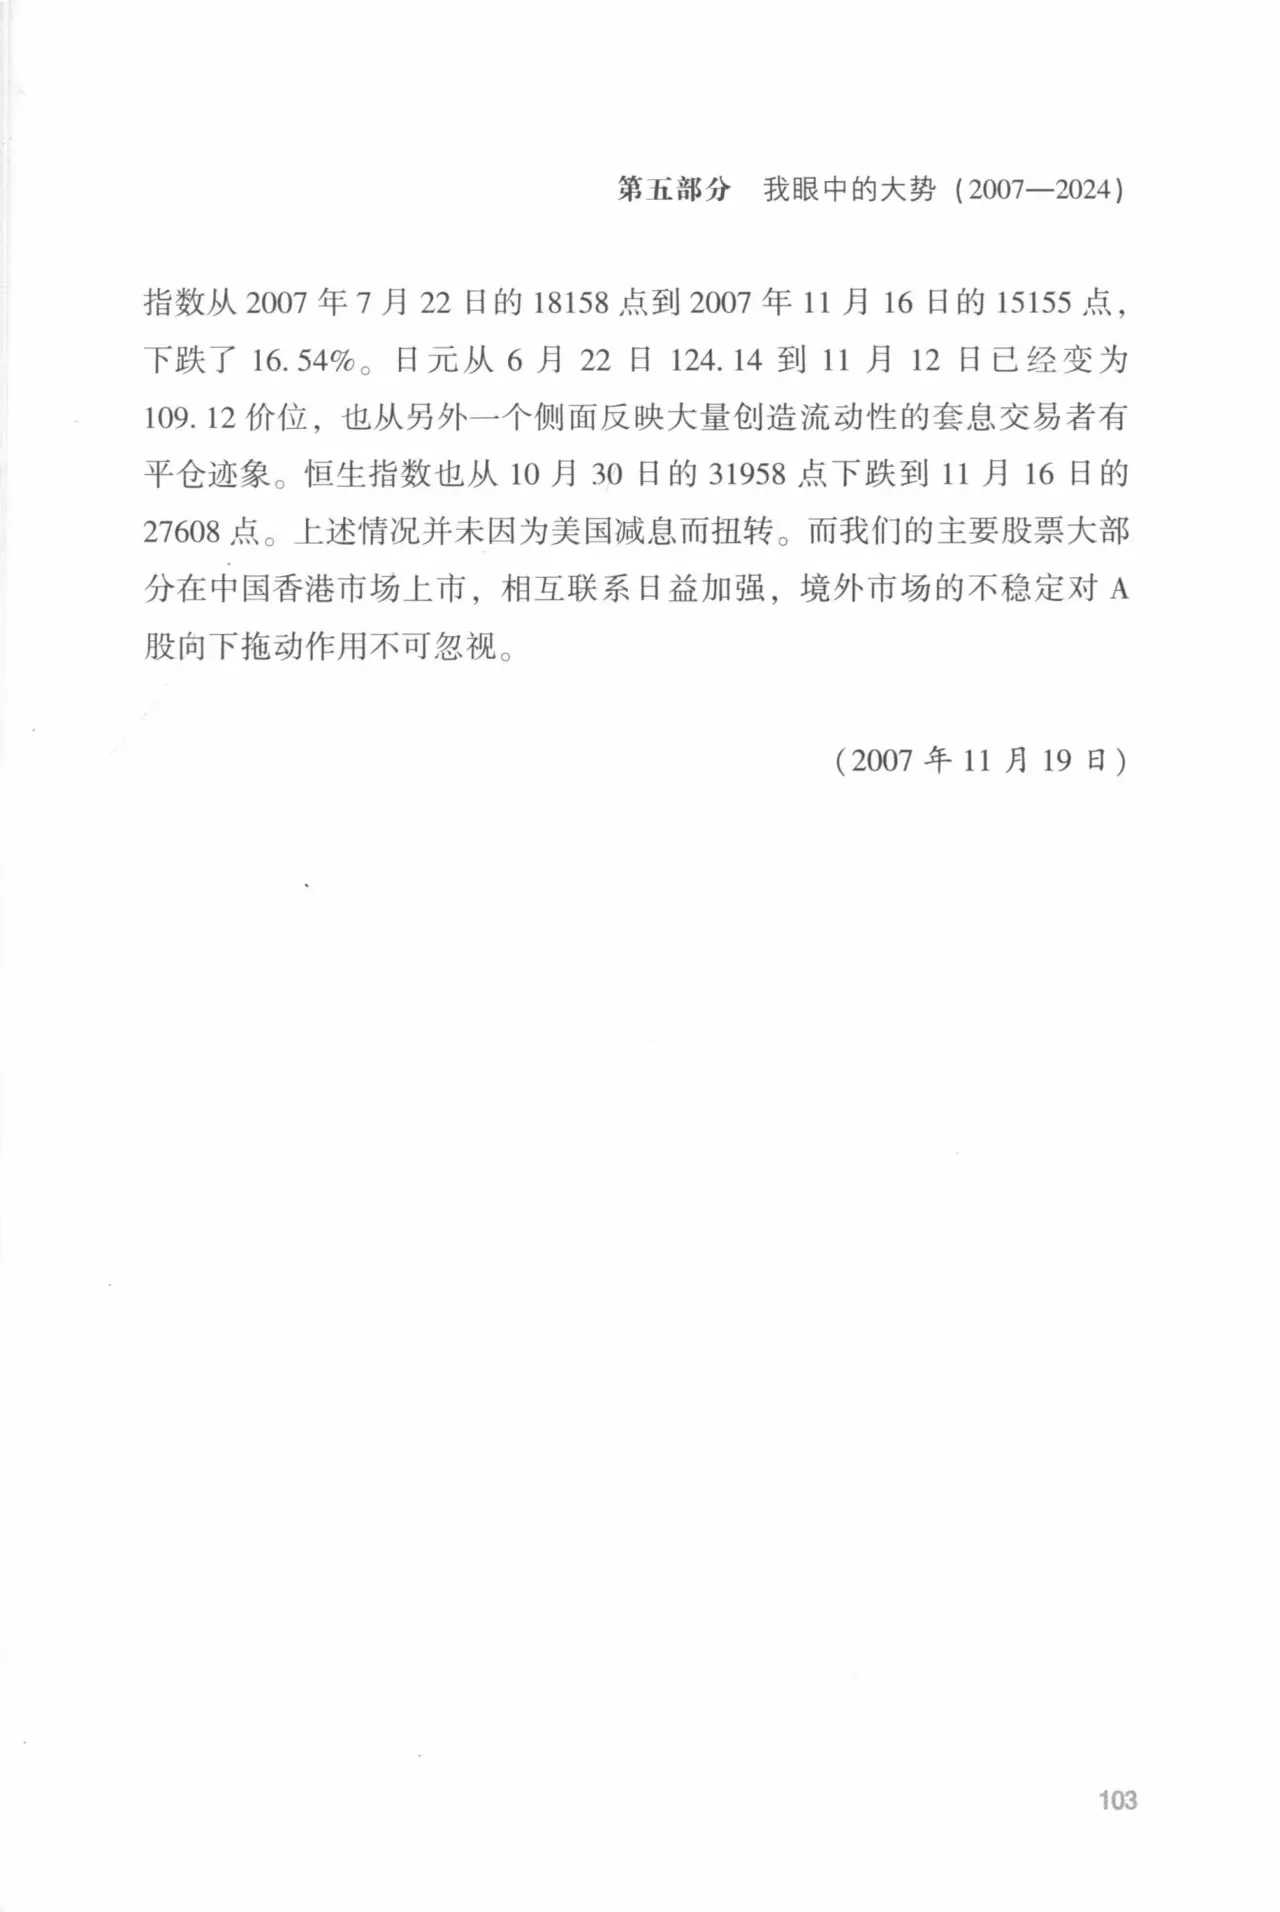 第五部分 我眼中的大势（2007—2024）
指数从 2007 年 7 月 22 日的 18158 点到 2007 年 11 月 16 日的 15155 点，
下跌了 16.54%。日元从 6 月 22 日 124.14 到 11 月 12 日已经变为
109.12 价位，也从另外一个侧面反映大量创造流动性的套息交易者有
平仓迹象。恒生指数也从 10 月 30 日的 31958 点下跌到 11 月 16 日的
27608 点。上述情况并未因为美国减息而扭转。而我们的主要股票大部
分在中国香港市场上市，相互联系日益加强，境外市场的不稳定对 A
股向下拖动作用不可忽视。
（2007 年 11 月 19 日）
103